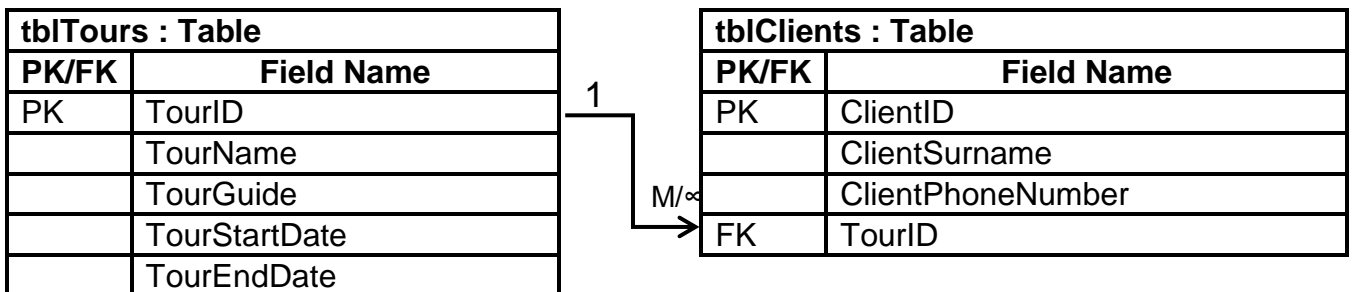 tblTours : Table
PK/FK Field Name
PK TourID
TourName
TourGuide
TourStartDate
TourEndDate
1
M/∞
tblClients : Table
PK/FK Field Name
PK ClientID
ClientSurname
ClientPhoneNumber
FK TourID